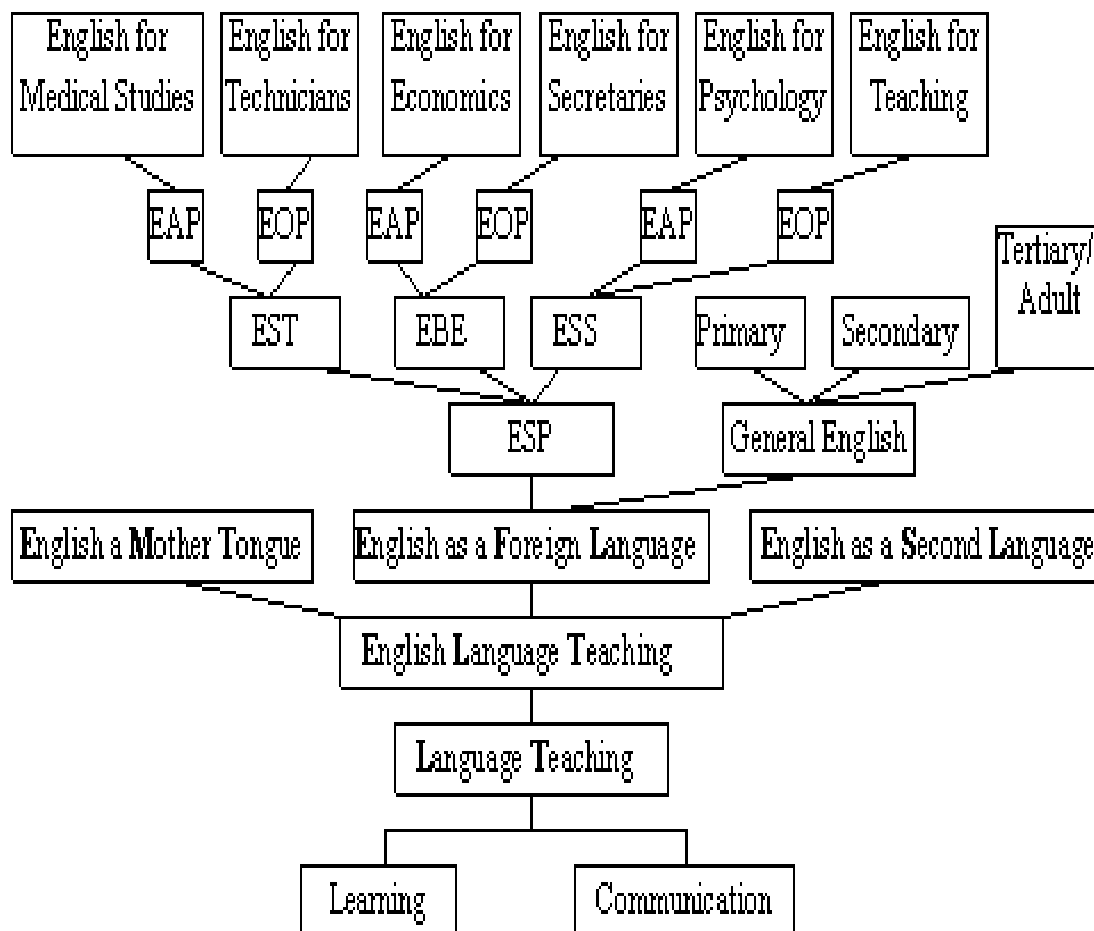 English for
Medical Studies
English for
Technicians
English for
Economics
English for
Secretaries
English for
Psychology
English for
Teaching
EAP
EOP
EAP
EOP
EAP
EOP
Tertiary/
Adult
EST
EBE
ESS
Primary
Secondary
ESP
General English
English a Mother Tongue
English as a Foreign Language
English as a Second Language
English Language Teaching
Language Teaching
Learning
Communication